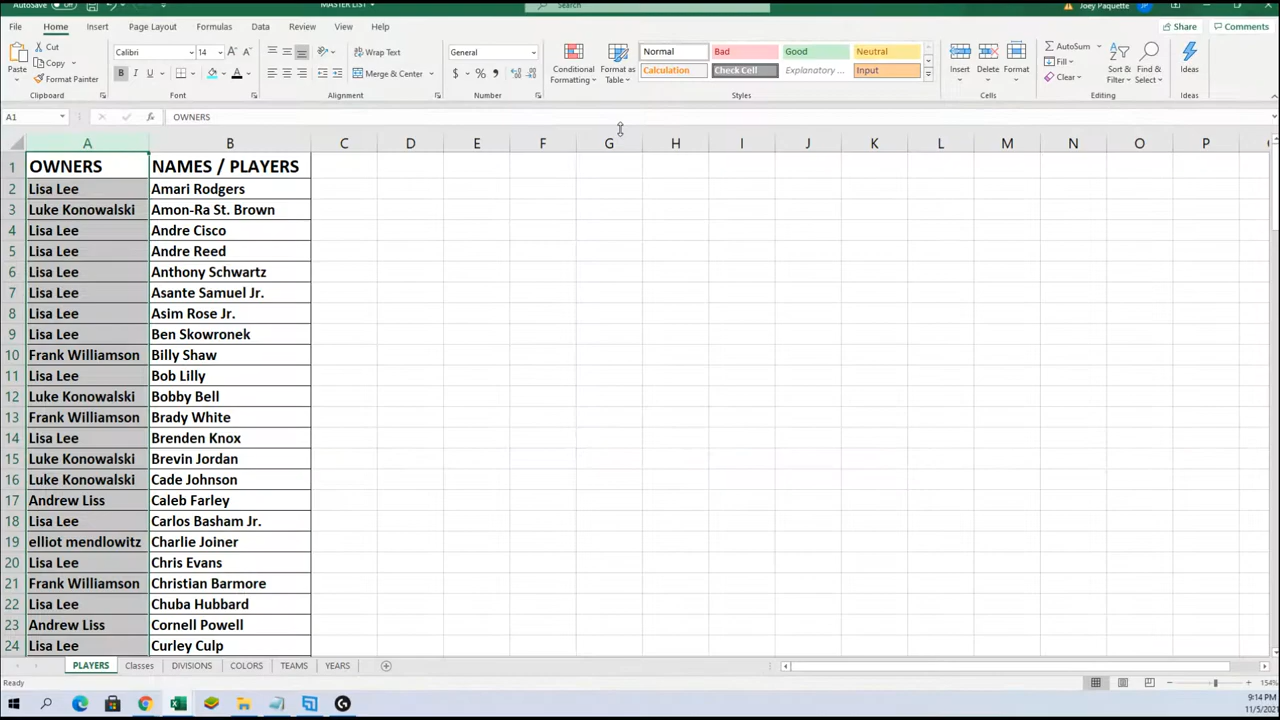 AutoSave Off MASTER LIST Search Joey Paquette JP
File Home Insert Page Layout Formulas Data Review View Help Share Comments
Cut
Copy
Format Painter
Paste
Clipboard
Calibri 14
Font
Wrap Text
Merge & Center
Alignment
General
Number
Conditional Formatting
Format as Table
Normal Bad Good Neutral
Calculation Check Cell Explanatory ... Input
Styles
Insert Delete Format
Cells
AutoSum
Fill
Clear
Sort & Filter
Find & Select
Editing
Ideas
Ideas
A1 fx OWNERS
A B C D E F G H I J K L M N O P
1 OWNERS NAMES / PLAYERS
2 Lisa Lee Amari Rodgers
3 Luke Konowalski Amon-Ra St. Brown
4 Lisa Lee Andre Cisco
5 Lisa Lee Andre Reed
6 Lisa Lee Anthony Schwartz
7 Lisa Lee Asante Samuel Jr.
8 Lisa Lee Asim Rose Jr.
9 Lisa Lee Ben Skowronek
10 Frank Williamson Billy Shaw
11 Lisa Lee Bob Lilly
12 Luke Konowalski Bobby Bell
13 Frank Williamson Brady White
14 Lisa Lee Brenden Knox
15 Luke Konowalski Brevin Jordan
16 Luke Konowalski Cade Johnson
17 Andrew Liss Caleb Farley
18 Lisa Lee Carlos Basham Jr.
19 elliot mendlowitz Charlie Joiner
20 Lisa Lee Chris Evans
21 Frank Williamson Christian Barmore
22 Lisa Lee Chuba Hubbard
23 Andrew Liss Cornell Powell
24 Lisa Lee Curley Culp
PLAYERS Classes DIVISIONS COLORS TEAMS YEARS
Ready 154%
9:14 PM